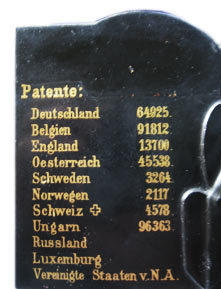 Patente:
Deutschland 64925.
Belgien 91812.
England 13700.
Oesterreich 45538.
Schweden 3264.
Norwegen 2117
Schweiz ✚ 4578.
Ungarn 96363.
Russland
Luxemburg
Vereinigte Staaten v. N.A.